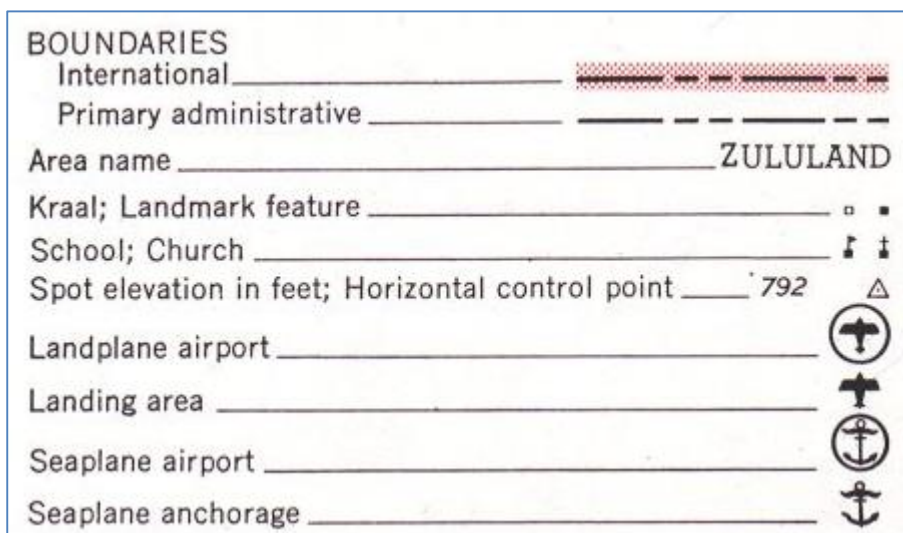 BOUNDARIES
International
Primary administrative
Area name ZULULAND
Kraal; Landmark feature
School; Church
Spot elevation in feet; Horizontal control point 792
Landplane airport
Landing area
Seaplane airport
Seaplane anchorage